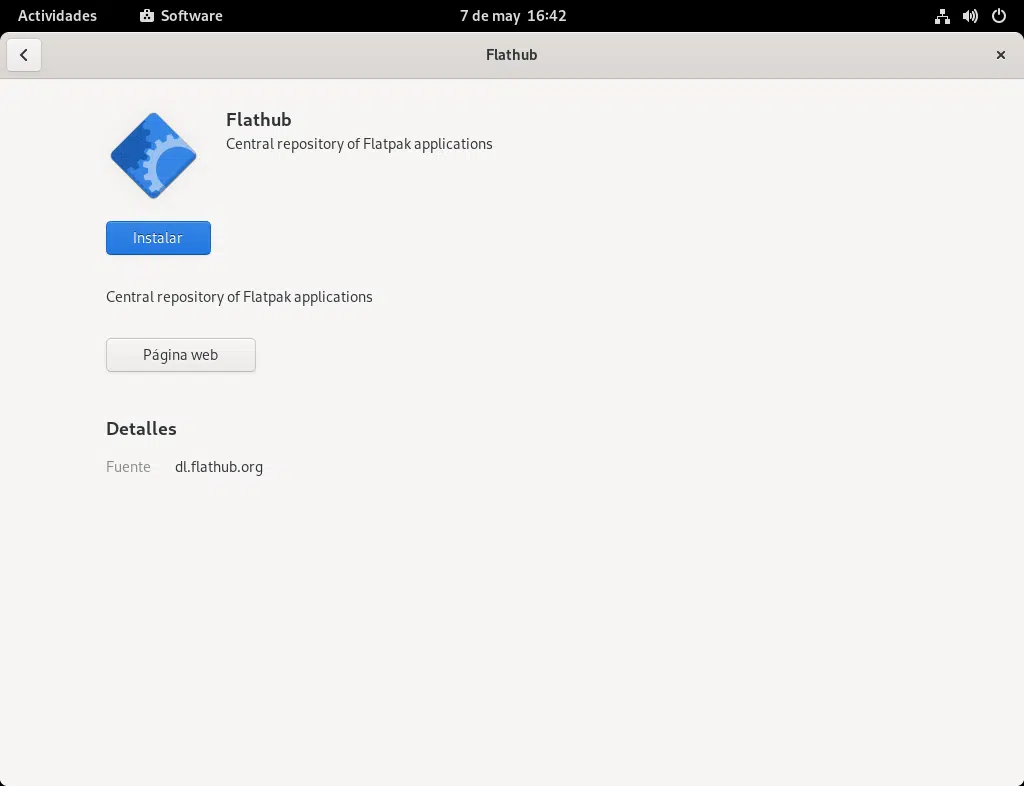 Actividades Software 7 de may 16:42
Flathub
Flathub
Central repository of Flatpak applications
Instalar
Central repository of Flatpak applications
Página web
Detalles
Fuente dl.flathub.org